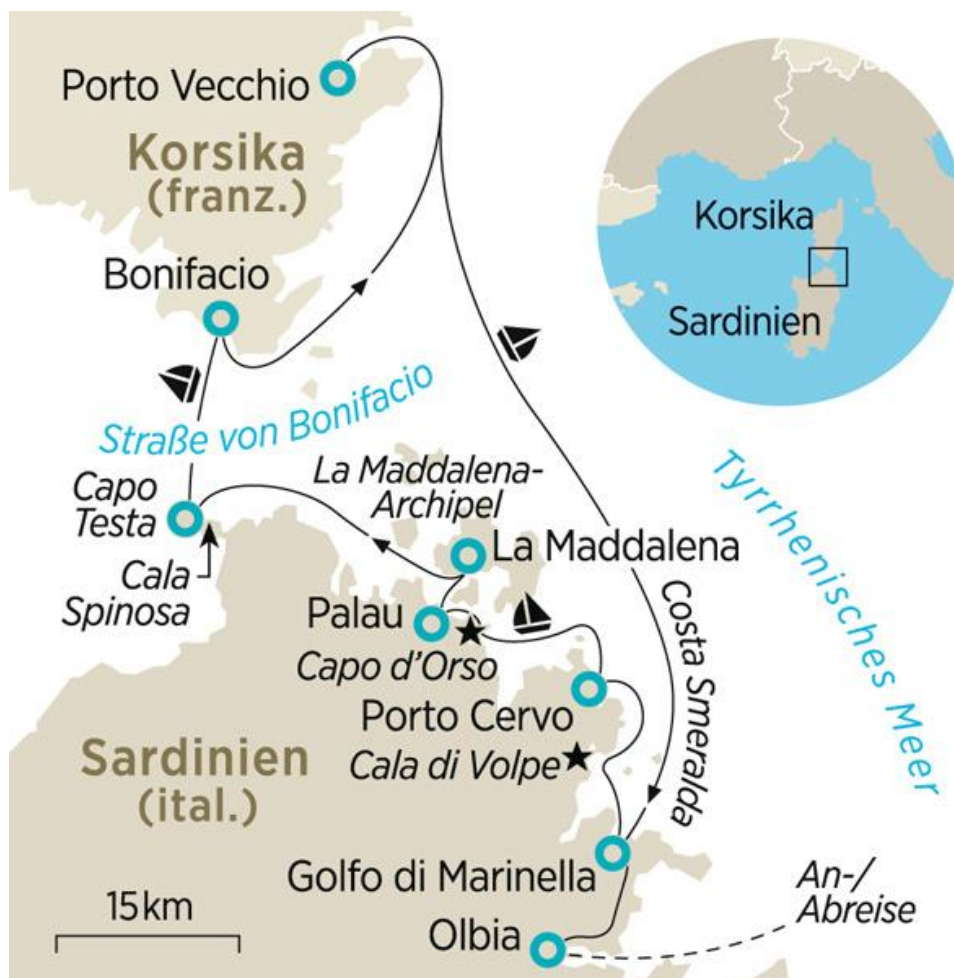 Porto Vecchio
Korsika
(franz.)
Korsika
Sardinien
Bonifacio
Straße von Bonifacio
La Maddalena-
Archipel
Tyrrhenisches Meer
Capo
Testa
Cala
Spinosa
La Maddalena
Palau
Capo d'Orso
Costa Smeralda
Porto Cervo
Cala di Volpe
Sardinien
(ital.)
Golfo di Marinella
15 km
Olbia
An-/
Abreise